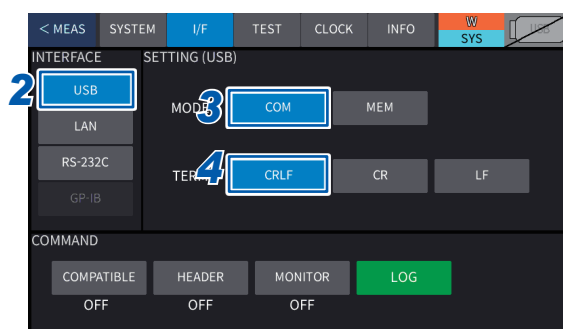 < MEAS SYSTEM I/F TEST CLOCK INFO W SYS USB
INTERFACE SETTING (USB)
2 USB
MODE 3 COM MEM
LAN
RS-232C
TERM 4 CRLF CR LF
GP-IB
COMMAND
COMPATIBLE HEADER MONITOR LOG
OFF OFF OFF